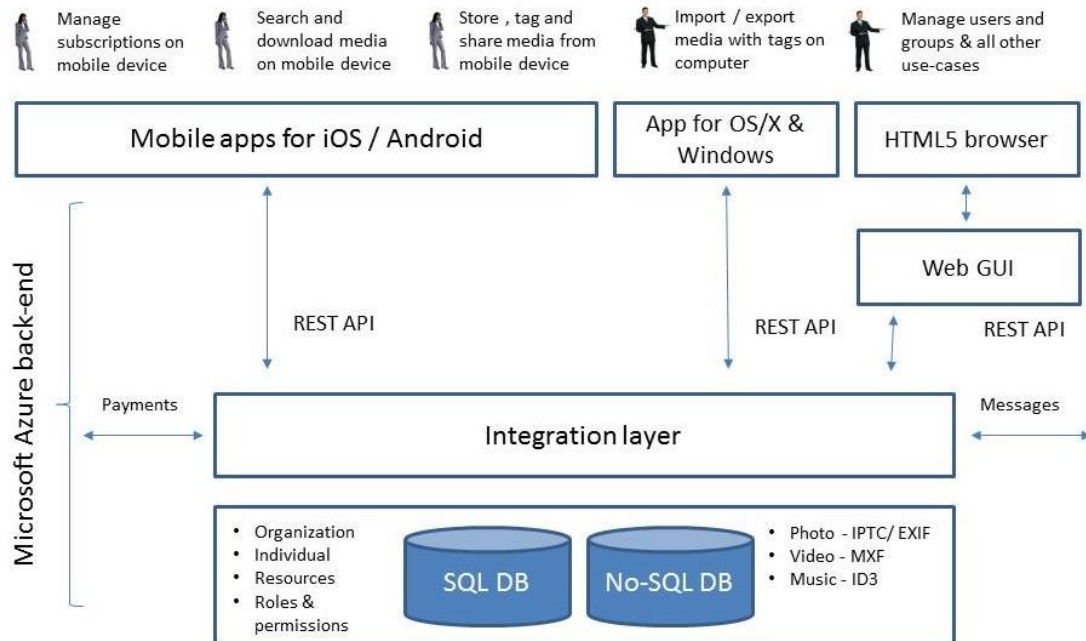 Manage
subscriptions on
mobile device
Search and
download media
on mobile device
Store , tag and
share media from
mobile device
Import / export
media with tags on
computer
Manage users and
groups & all other
use-cases
Mobile apps for iOS / Android
App for OS/X &
Windows
HTML5 browser
Web GUI
REST API
REST API
REST API
Microsoft Azure back-end
Payments
Integration layer
Messages
• Organization
• Individual
• Resources
• Roles &
permissions
SQL DB
No-SQL DB
• Photo - IPTC/ EXIF
• Video - MXF
• Music - ID3